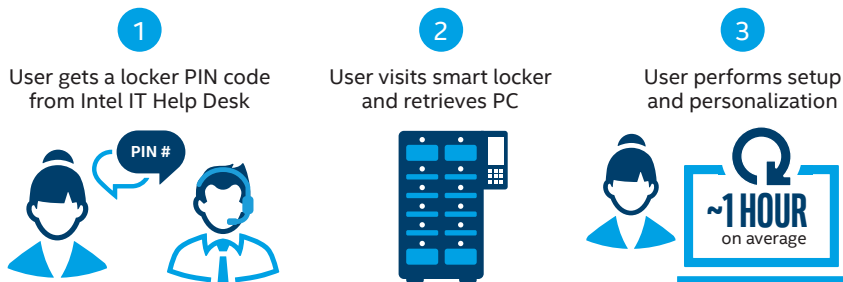 1
User gets a locker PIN code
from Intel IT Help Desk
PIN #
2
User visits smart locker
and retrieves PC
3
User performs setup
and personalization
~1 HOUR
on average